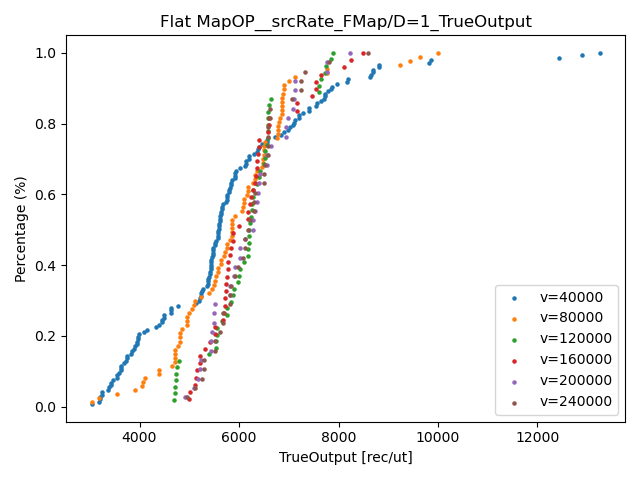 Flat MapOP__srcRate_FMap/D=1_TrueOutput
Percentage (%)
1.0
0.8
0.6
0.4
0.2
0.0
v=40000
v=80000
v=120000
v=160000
v=200000
v=240000
4000
6000
8000
10000
12000
TrueOutput [rec/ut]